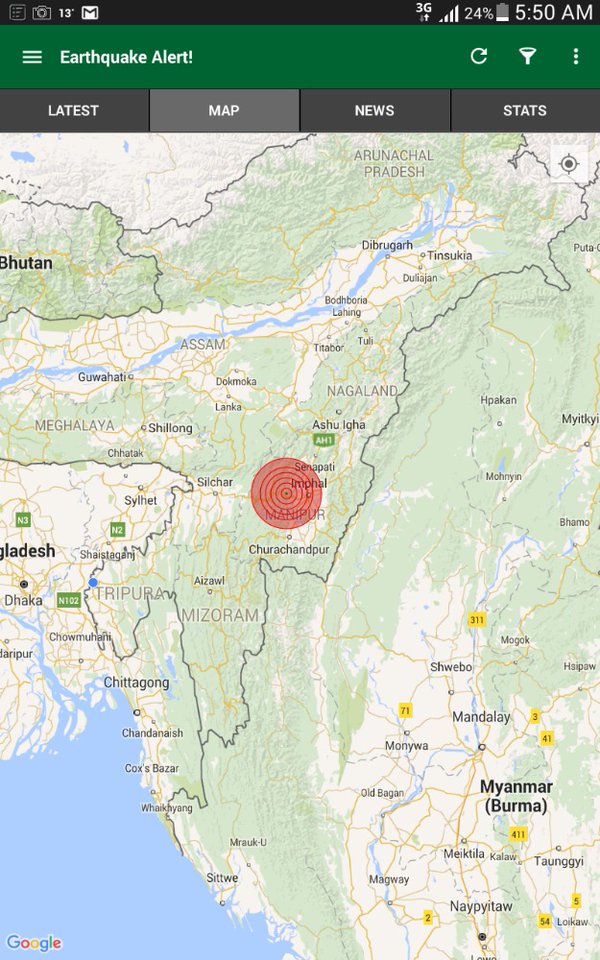 13'
3G
24%
5:50 AM
Earthquake Alert!
LATEST
MAP
NEWS
STATS
ARUNACHAL
PRADESH
Bhutan
Dibrugarh
Tinsukia
Duliajan
Puta-
Bodhboria
Lahing
ASSAM
Tuli
Titabor
Guwahati
Dokmoka
NAGALAND
Lanka
Hpakan
MEGHALAYA
Shillong
Ashu Igha
Myitkyi
AH1
Chhatak
Senapati
Silchar
Imphal
Mohnyin
Sylhet
MANIPUR
N3
N2
Bhamo
gladesh
Shaistaganj
Churachandpur
Dhaka
N102
TRIPURA
Aizawl
MIZORAM
311
Chowmuhani
Mogok
daripur
Shwebo
Hsipaw
Chittagong
71
Mandalay
3
Chandanaish
41
Monywa
Cox's Bazar
Myanmar
(Burma)
Old Bagan
Whaikhyang
411
Mrauk-U
Meiktila
Kalaw
Taunggyi
Sittwe
Magway
5
Naypyitaw
2
54
Loikaw
Google